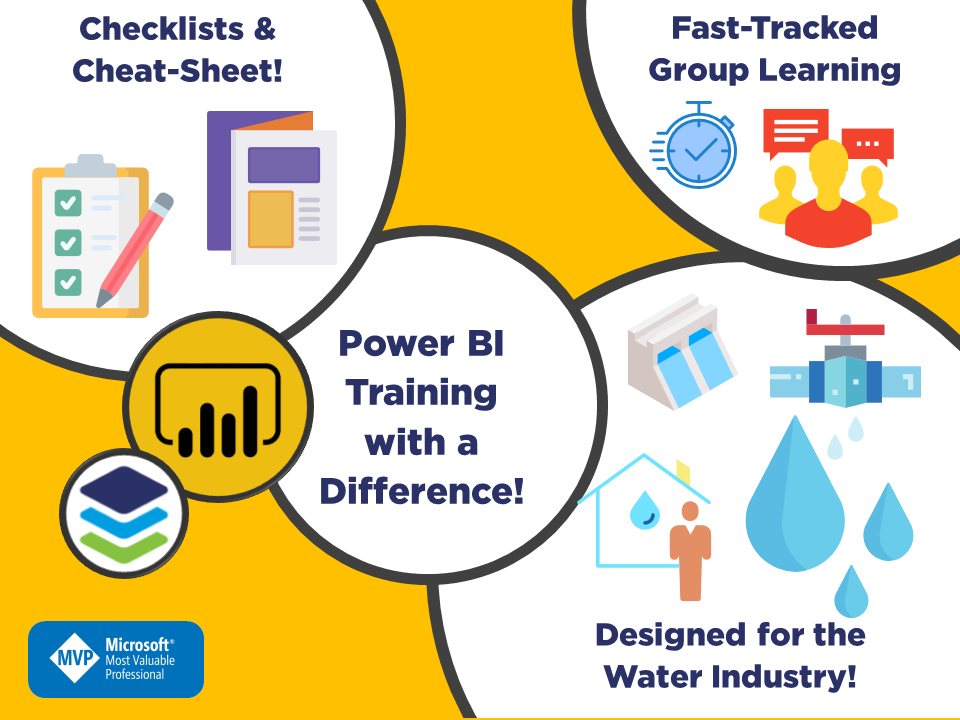 Checklists &
Cheat-Sheet!
Fast-Tracked
Group Learning
Power BI
Training
with a
Difference!
Designed for the
Water Industry!
MVP
Microsoft®
Most Valuable
Professional